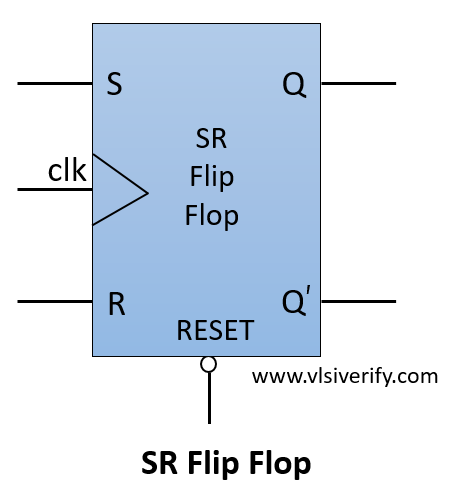 S
Q
SR
clk
Flip
Flop
R
Q'
RESET
www.vlsiverify.com
SR Flip Flop